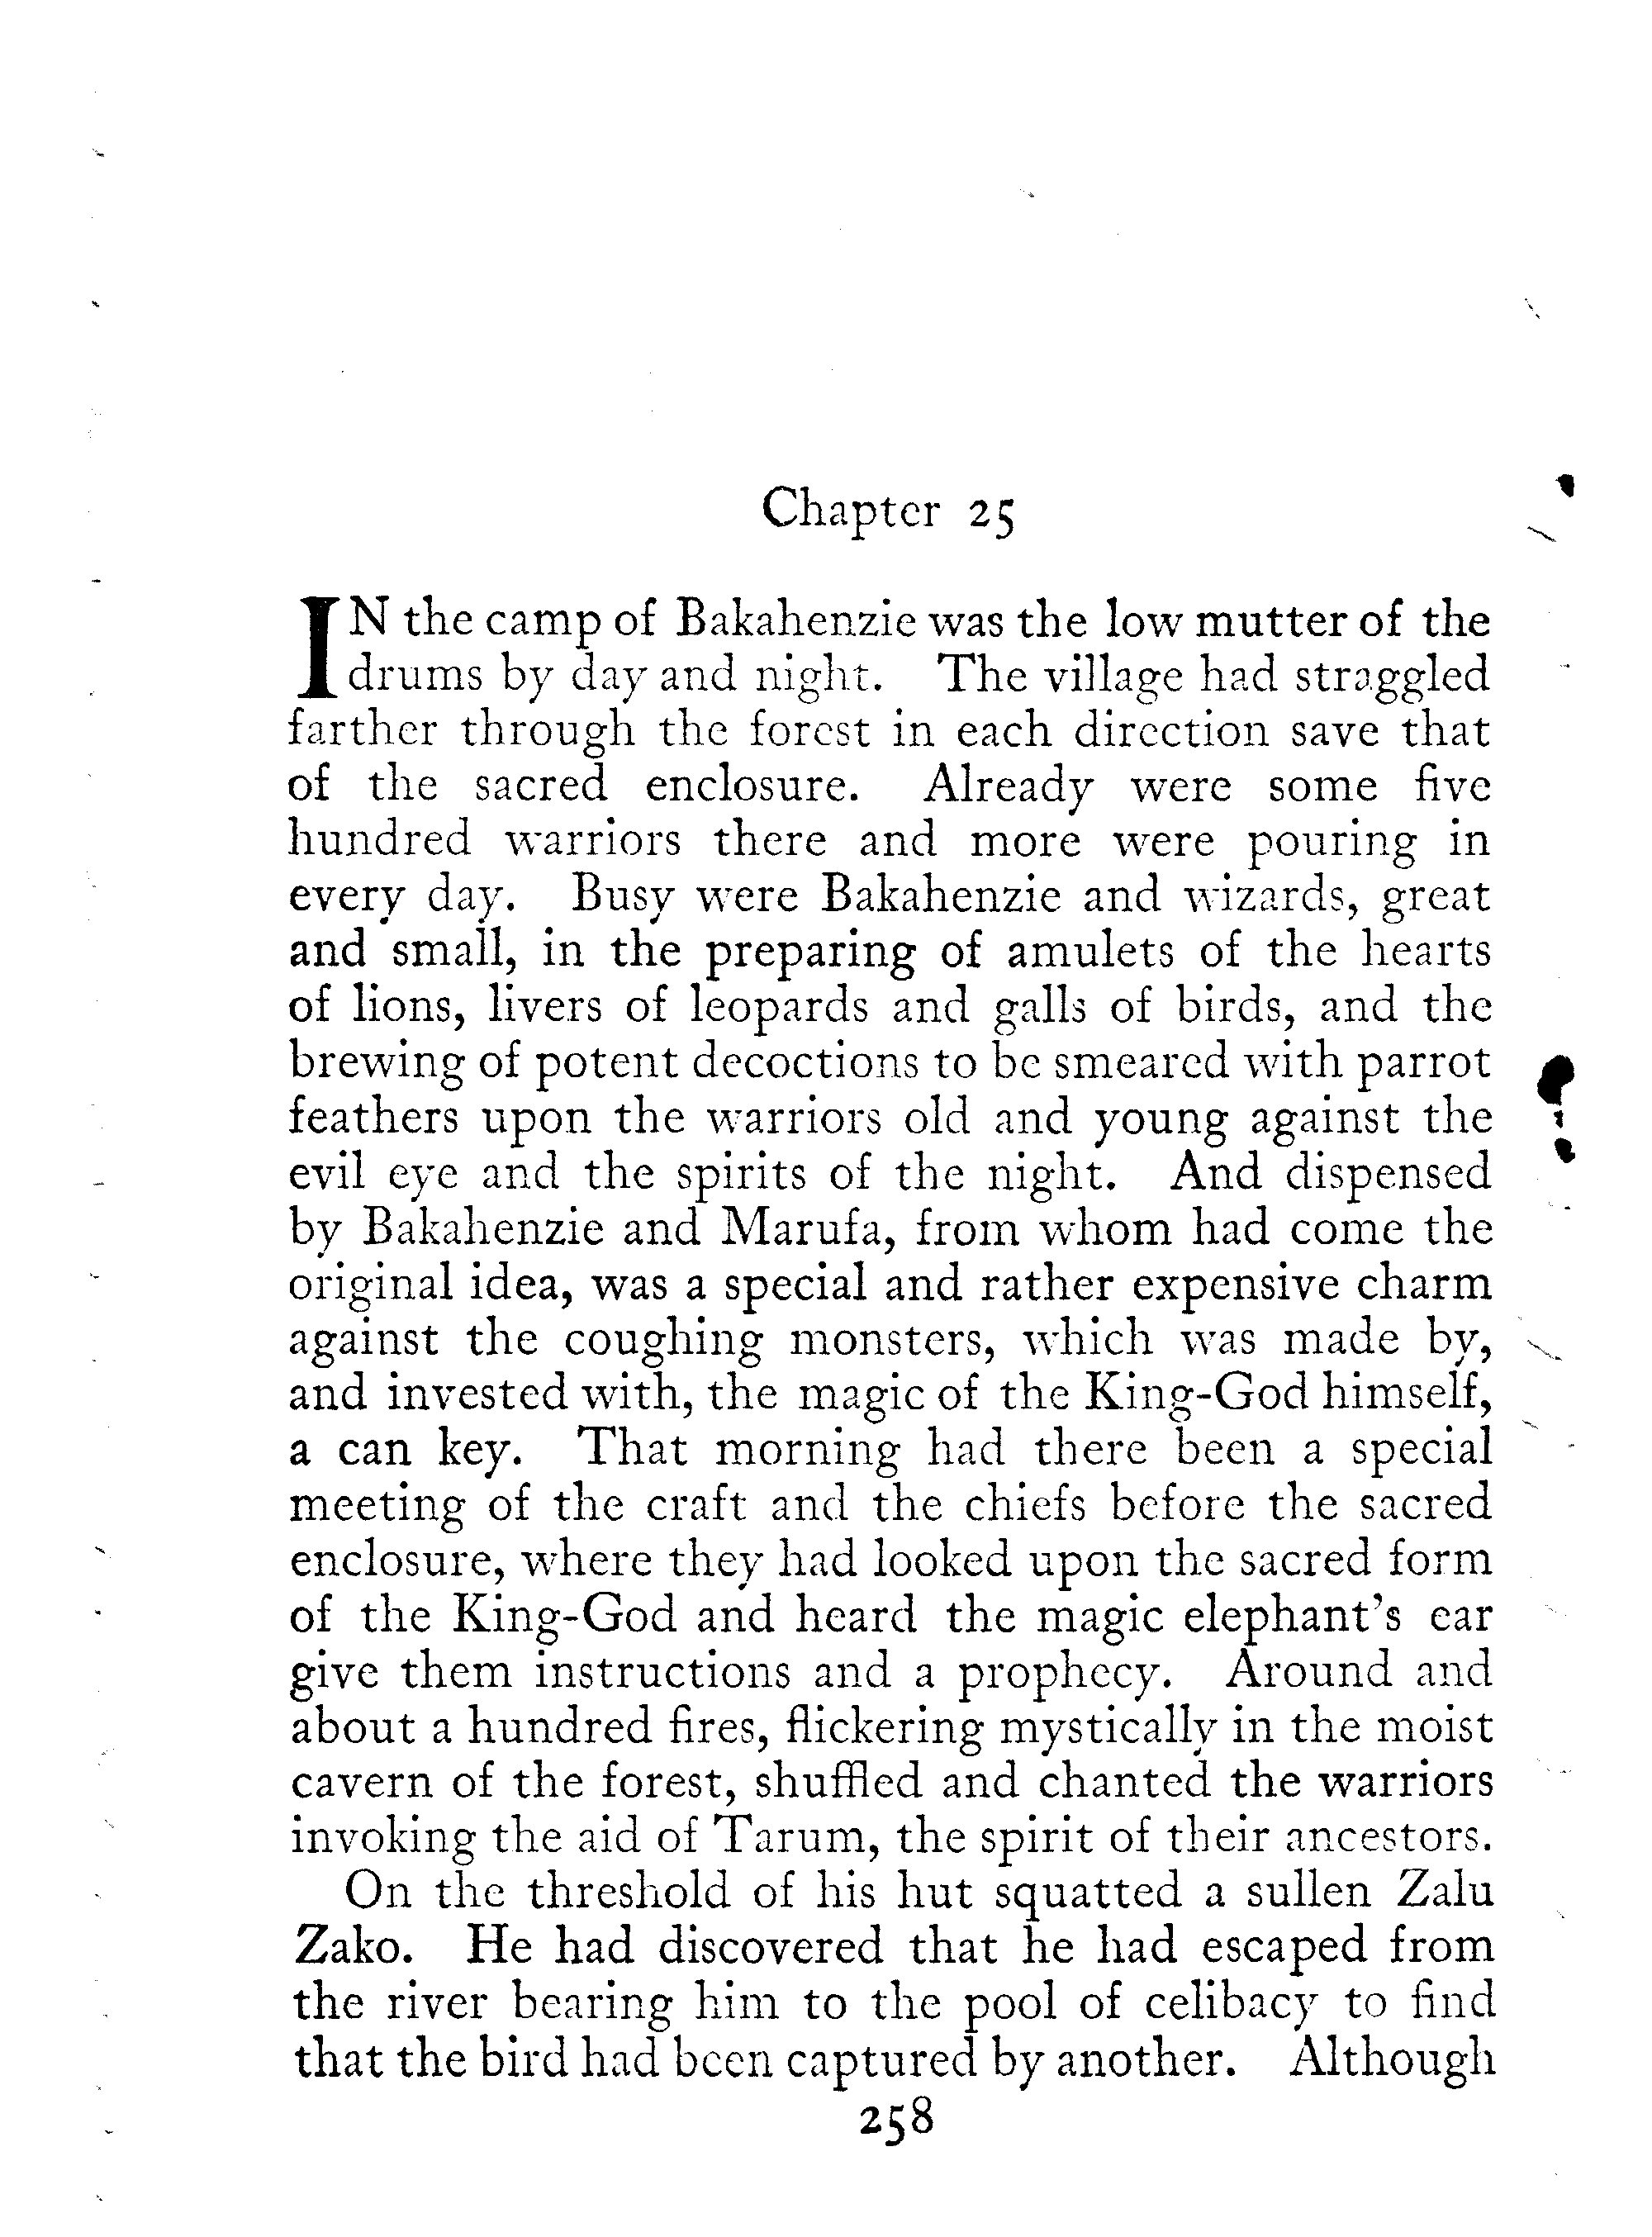 Chapter 25
IN the camp of Bakahenzie was the low mutter of the
drums by day and night. The village had straggled
farther through the forest in each direction save that
of the sacred enclosure. Already were some five
hundred warriors there and more were pouring in
every day. Busy were Bakahenzie and wizards, great
and small, in the preparing of amulets of the hearts
of lions, livers of leopards and galls of birds, and the
brewing of potent decoctions to be smeared with parrot
feathers upon the warriors old and young against the
evil eye and the spirits of the night. And dispensed
by Bakahenzie and Marufa, from whom had come the
original idea, was a special and rather expensive charm
against the coughing monsters, which was made by,
and invested with, the magic of the King-God himself,
a can key. That morning had there been a special
meeting of the craft and the chiefs before the sacred
enclosure, where they had looked upon the sacred form
of the King-God and heard the magic elephant's ear
give them instructions and a prophecy. Around and
about a hundred fires, flickering mystically in the moist
cavern of the forest, shuffled and chanted the warriors
invoking the aid of Tarum, the spirit of their ancestors.
On the threshold of his hut squatted a sullen Zalu
Zako. He had discovered that he had escaped from
the river bearing him to the pool of celibacy to find
that the bird had been captured by another. Although
258